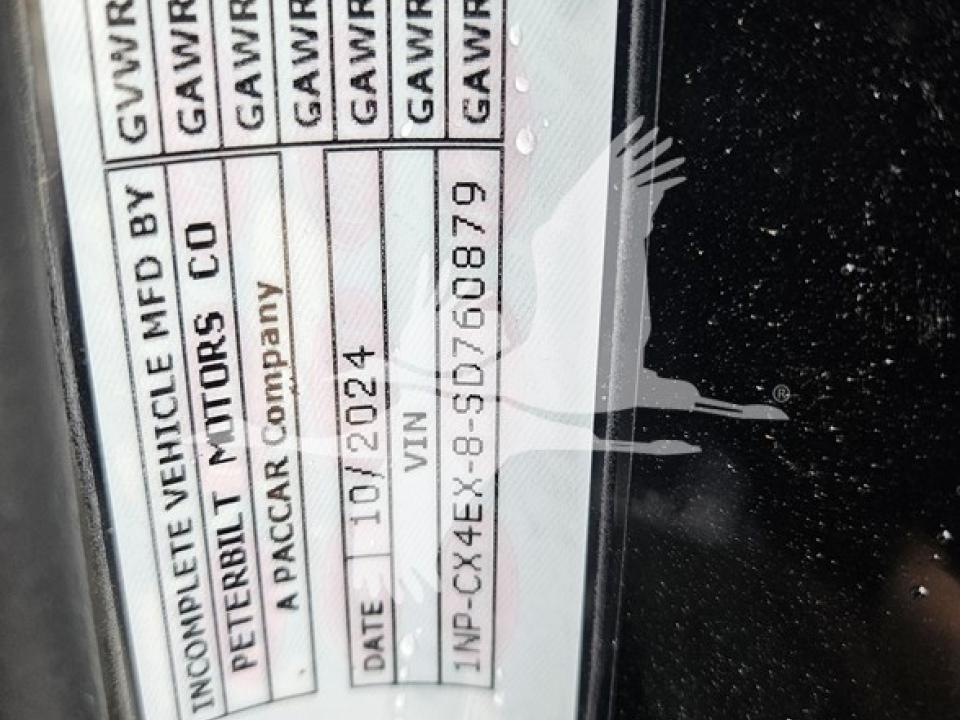 INCOMPLETE VEHICLE MFD BY
PETERBILT MOTORS CO
A PACCAR Company
DATE 10/2024
VIN
1NP-CX4EX-8-SD760879
GVWR
GAWR
GAWR
GAWR
GAWR
GAWR
GAWR
®